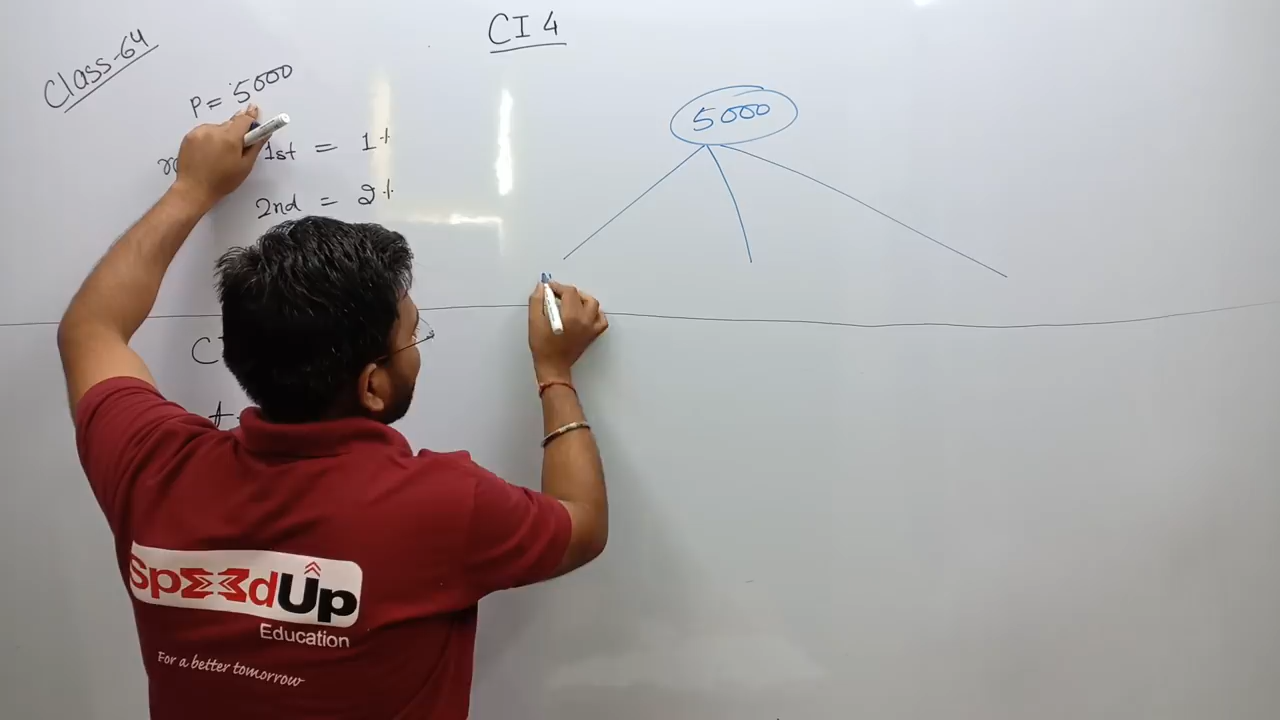 Class-64
CI 4
P = 5000
1st = 1%
2nd = 2%
5000
SpeedUp
Education
For a better tomorrow